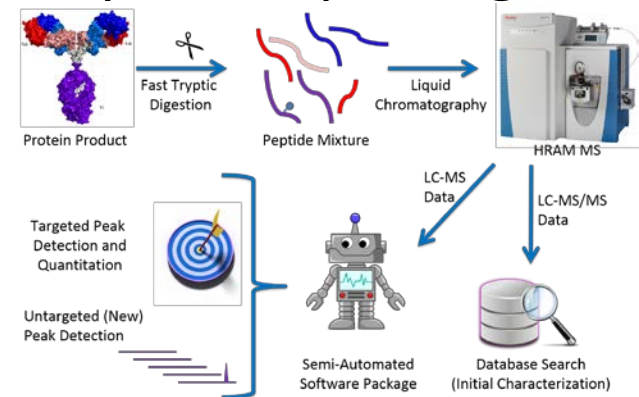 Fast Tryptic
Digestion
Liquid
Chromatography
Protein Product
Peptide Mixture
HRAM MS
LC-MS
Data
LC-MS/MS
Data
Targeted Peak
Detection and
Quantitation
Untargeted (New)
Peak Detection
Semi-Automated
Software Package
Database Search
(Initial Characterization)